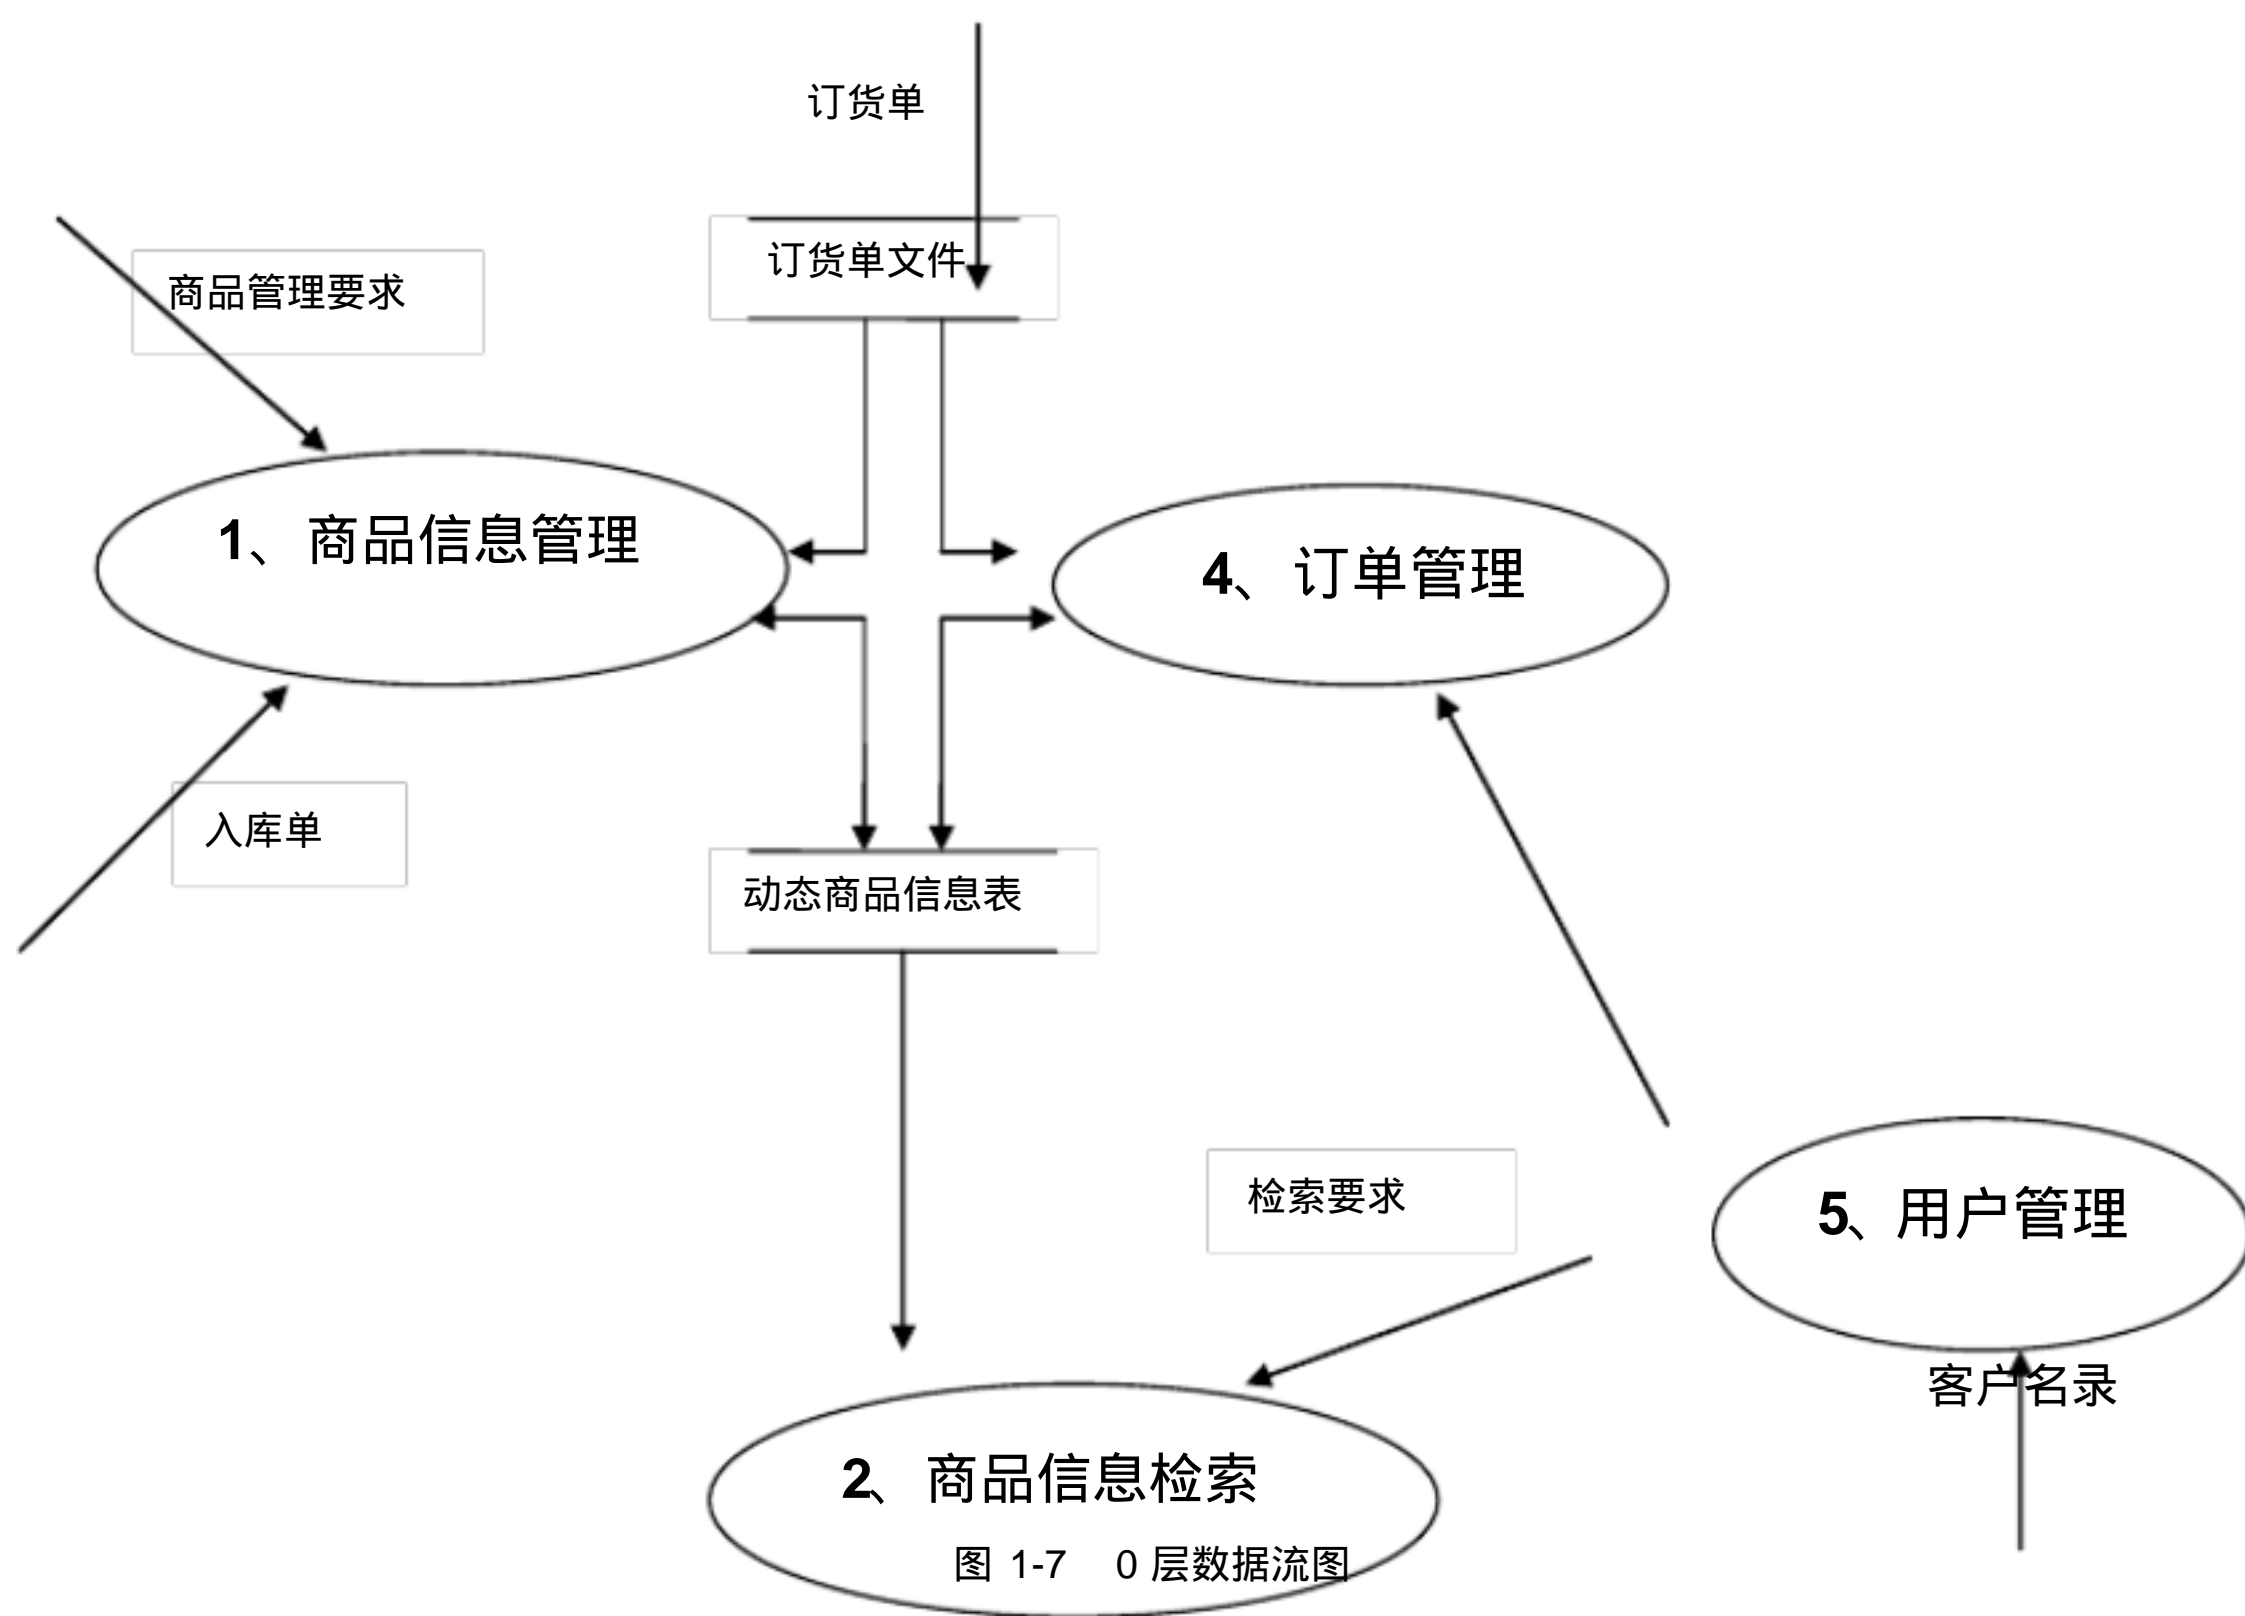 订货单
订货单文件
商品管理要求
1、商品信息管理
4、订单管理
入库单
动态商品信息表
检索要求
5、用户管理
客户名录
2、商品信息检索
图 1-7 0 层数据流图